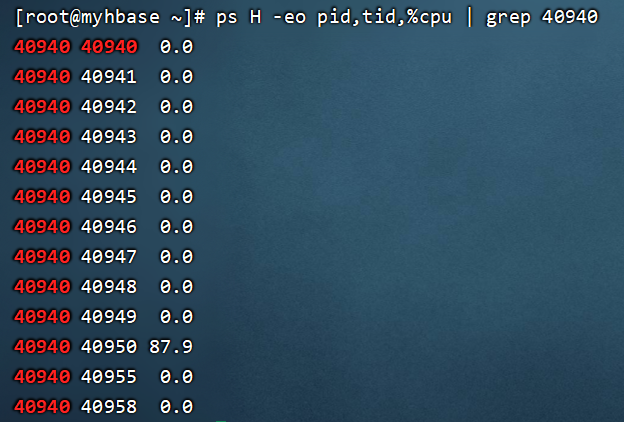 [root@myhbase ~]# ps H -eo pid,tid,%cpu | grep 40940
40940 40940  0.0
40940 40941  0.0
40940 40942  0.0
40940 40943  0.0
40940 40944  0.0
40940 40945  0.0
40940 40946  0.0
40940 40947  0.0
40940 40948  0.0
40940 40949  0.0
40940 40950 87.9
40940 40955  0.0
40940 40958  0.0